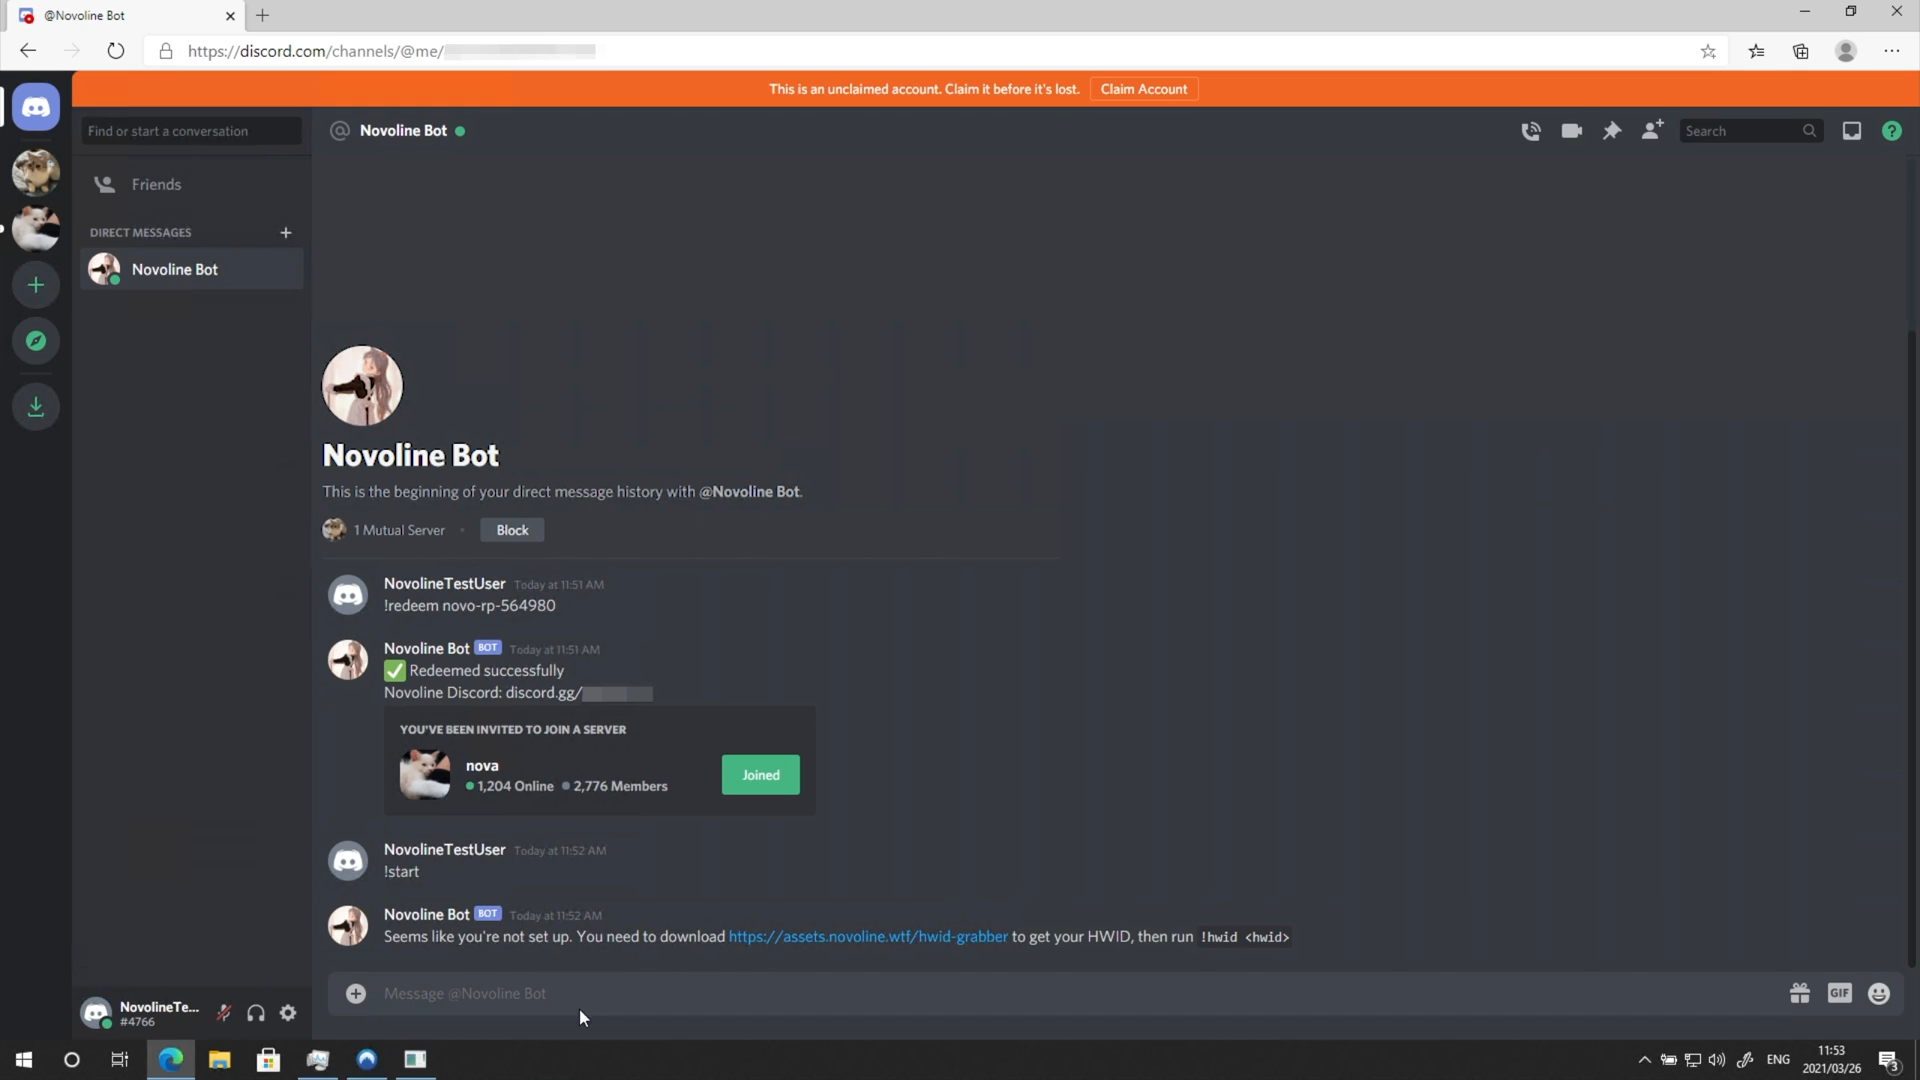 @Novoline Bot
https://discord.com/channels/@me/
This is an unclaimed account. Claim it before it's lost.
Claim Account
Find or start a conversation
Novoline Bot
Search
Friends
DIRECT MESSAGES
Novoline Bot
Novoline Bot
This is the beginning of your direct message history with @Novoline Bot.
1 Mutual Server
Block
NovolineTestUser Today at 11:51 AM
!redeem novo-rp-564980
Novoline Bot BOT Today at 11:51 AM
Redeemed successfully
Novoline Discord: discord.gg/
YOU'VE BEEN INVITED TO JOIN A SERVER
nova
1,204 Online 2,776 Members
Joined
NovolineTestUser Today at 11:52 AM
!start
Novoline Bot BOT Today at 11:52 AM
Seems like you're not set up. You need to download https://assets.novoline.wtf/hwid-grabber to get your HWID, then run !hwid <hwid>
Message @Novoline Bot
GIF
NovolineTe...
#4766
ENG
11:53
2021/03/26
3